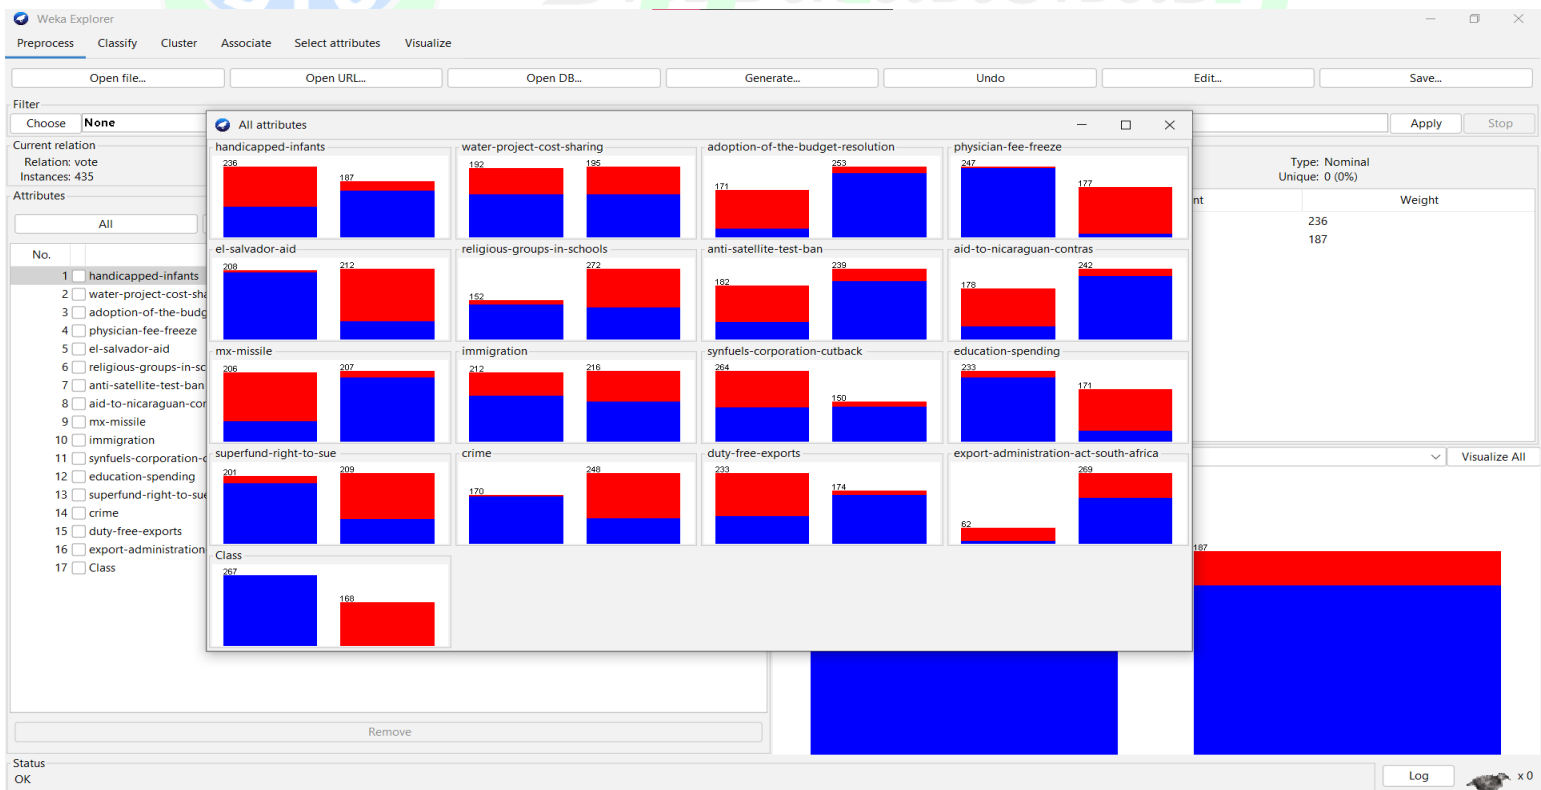 Weka Explorer
Preprocess Classify Cluster Associate Select attributes Visualize
Open file... Open URL... Open DB... Generate... Undo Edit... Save...
Filter
Choose None Apply Stop
Current relation
Relation: vote
Instances: 435
Type: Nominal
Unique: 0 (0%)
Attributes
All
No.
1 handicapped-infants
2 water-project-cost-sha
3 adoption-of-the-budg
4 physician-fee-freeze
5 el-salvador-aid
6 religious-groups-in-sc
7 anti-satellite-test-ban
8 aid-to-nicaraguan-cor
9 mx-missile
10 immigration
11 synfuels-corporation-c
12 education-spending
13 superfund-right-to-sue
14 crime
15 duty-free-exports
16 export-administration
17 Class
All attributes
handicapped-infants water-project-cost-sharing adoption-of-the-budget-resolution physician-fee-freeze
236 187 192 195 171 253 247 177
el-salvador-aid religious-groups-in-schools anti-satellite-test-ban aid-to-nicaraguan-contras
208 212 152 272 182 239 178 242
mx-missile immigration synfuels-corporation-cutback education-spending
206 207 212 216 264 150 233 171
superfund-right-to-sue crime duty-free-exports export-administration-act-south-africa
201 209 170 248 233 174 62 269
Class
267 168
nt Weight
236
187
Visualize All
187
Remove
Status
OK
Log x 0